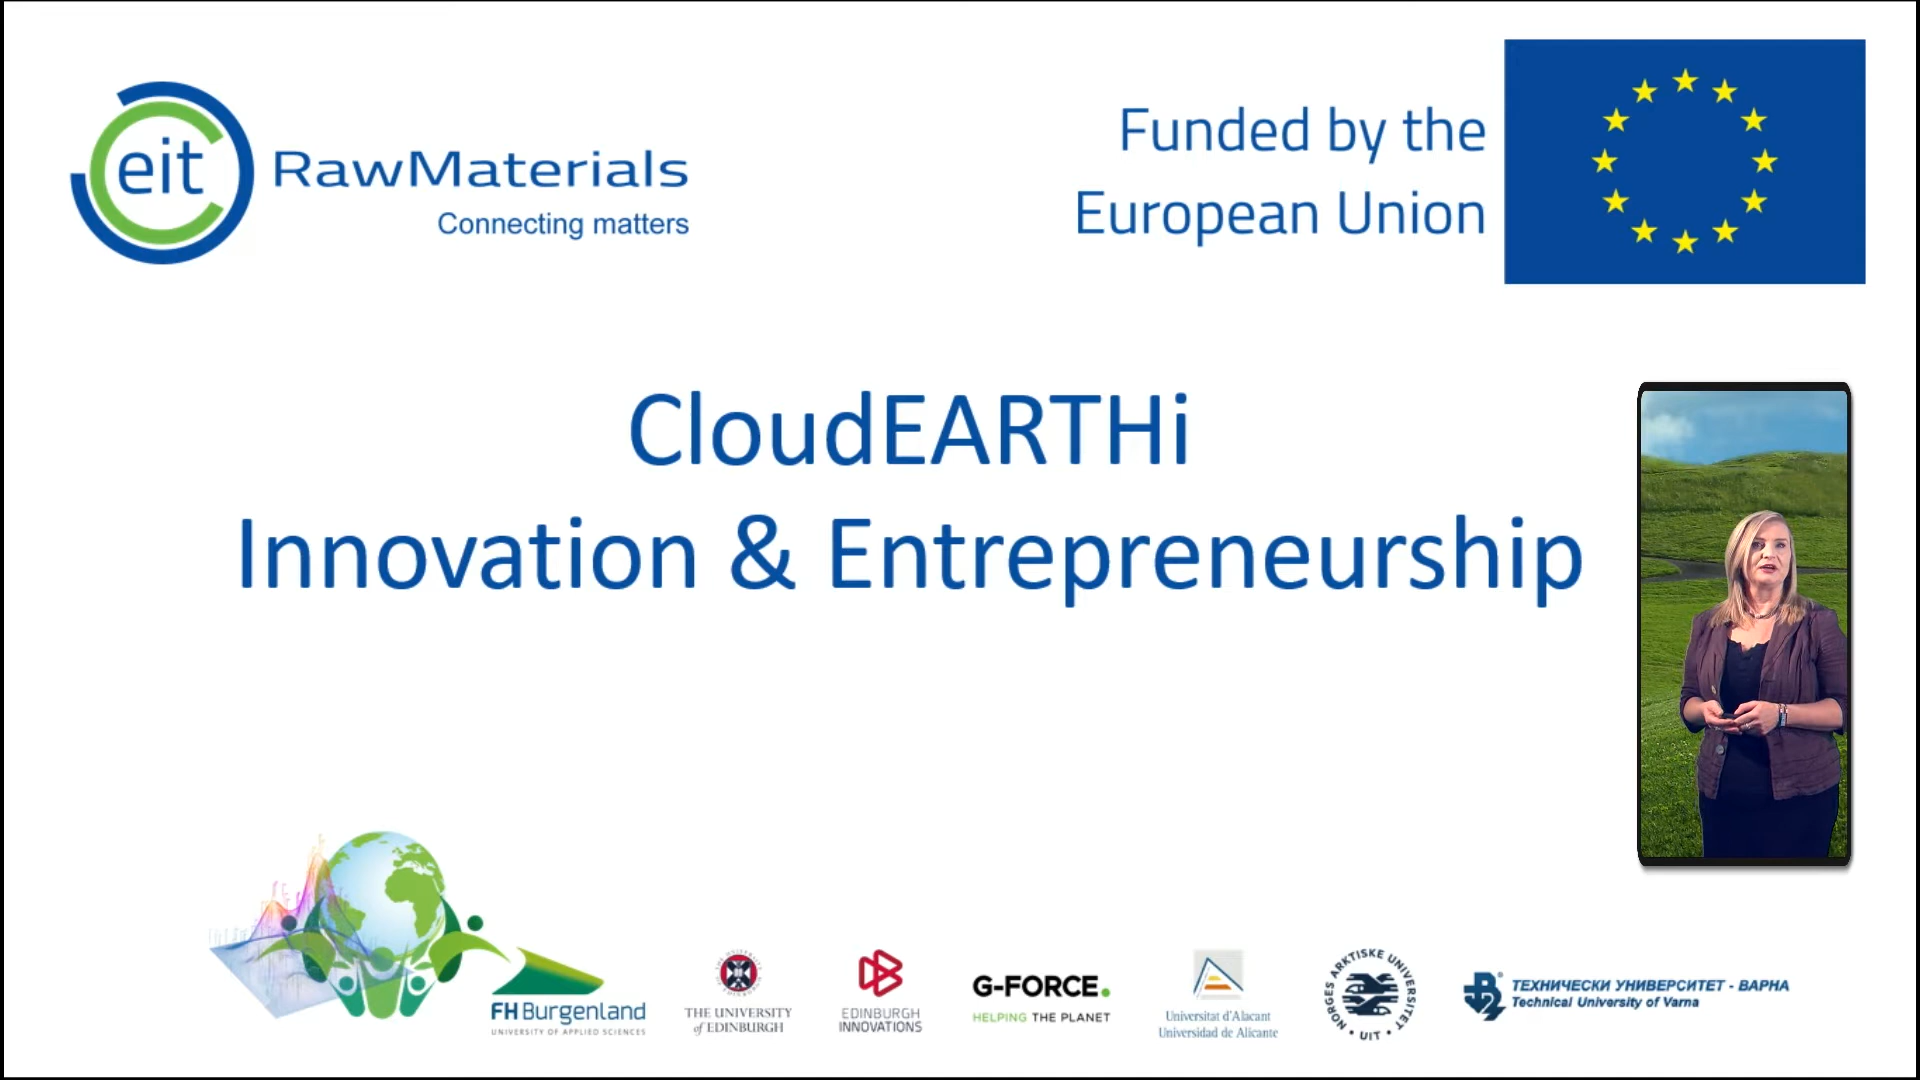 eit RawMaterials
Connecting matters
Funded by the
European Union
CloudEARTHi
Innovation & Entrepreneurship
FH Burgenland
UNIVERSITY OF APPLIED SCIENCES
THE UNIVERSITY
of EDINBURGH
EDINBURGH
INNOVATIONS
G-FORCE.
HELPING THE PLANET
Universitat d'Alacant
Universidad de Alicante
NORGES ARKTISKE UNIVERSITET
• UIT •
ТЕХНИЧЕСКИ УНИВЕРСИТЕТ - ВАРНА
Technical University of Varna